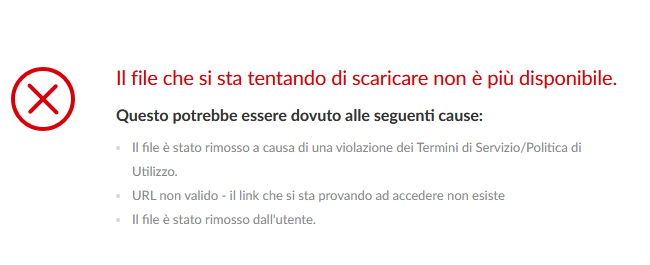 Il file che si sta tentando di scaricare non è più disponibile.
Questo potrebbe essere dovuto alle seguenti cause:
Il file è stato rimosso a causa di una violazione dei Termini di Servizio/Politica di
Utilizzo.
URL non valido - il link che si sta provando ad accedere non esiste
Il file è stato rimosso dall'utente.